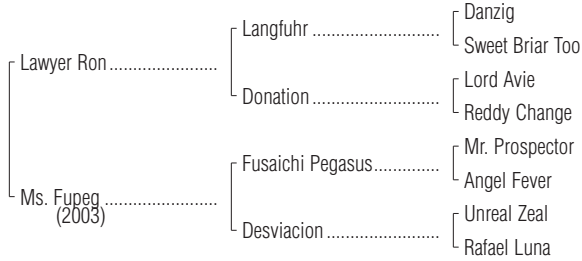 Danzig
Langfuhr ..............................
Sweet Briar Too
Lawyer Ron .........................
Lord Avie
Donation ..............................
Reddy Change
Mr. Prospector
Fusaichi Pegasus...............
Angel Fever
Ms. Fupeg ..........................
(2003)
Unreal Zeal
Desviacion ...........................
Rafael Luna